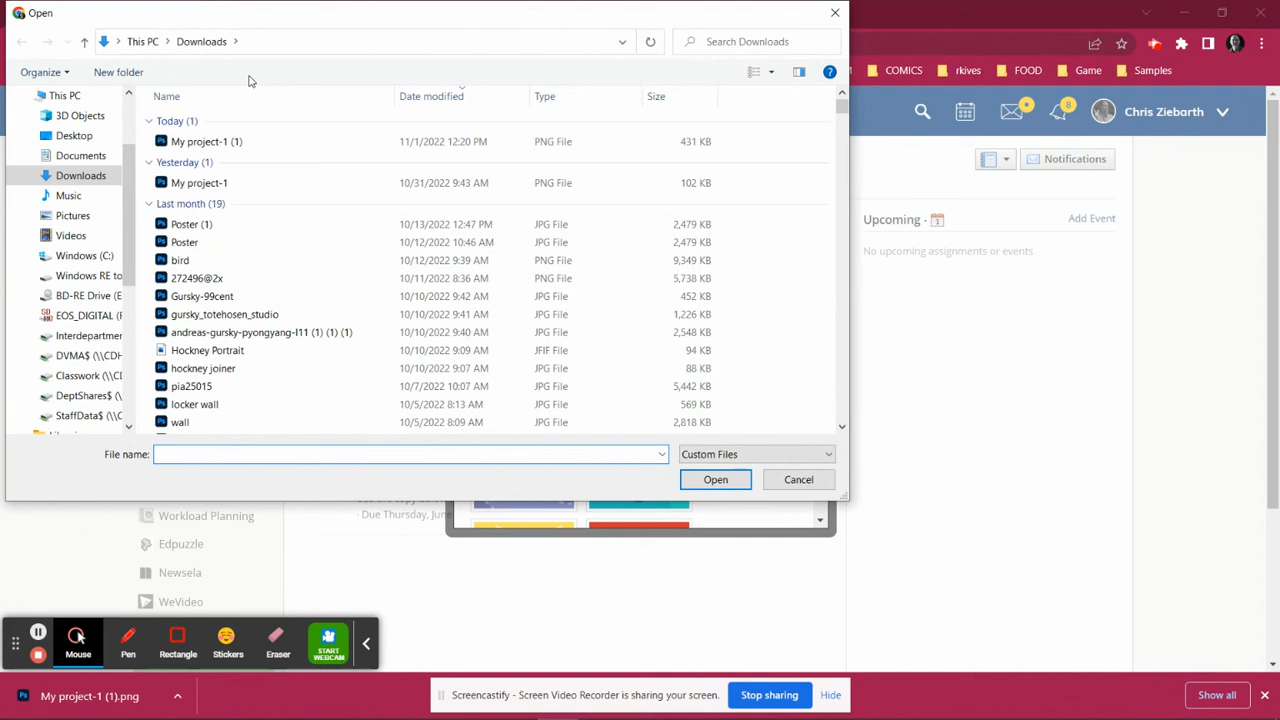 Open
This PC
Downloads
Search Downloads
COMICS
rkives
FOOD
Game
Samples
Organize
New folder
Name
Date modified
Type
Size
This PC
3D Objects
Desktop
Documents
Downloads
Music
Pictures
Videos
Windows (C:)
Windows RE to
BD-RE Drive (E
EOS_DIGITAL (
Interdepartmer
DVMA$ (\\CDH
Classwork (\\C
DeptShares$ (\
StaffData$ (\\C
Today (1)
My project-1 (1) 11/1/2022 12:20 PM PNG File 431 KB
Yesterday (1)
My project-1 10/31/2022 9:43 AM PNG File 102 KB
Last month (19)
Poster (1) 10/13/2022 12:47 PM JPG File 2,479 KB
Poster 10/12/2022 10:46 AM JPG File 2,479 KB
bird 10/12/2022 9:39 AM PNG File 9,349 KB
272496@2x 10/11/2022 8:36 AM PNG File 5,738 KB
Gursky-99cent 10/10/2022 9:42 AM JPG File 452 KB
gursky_totehosen_studio 10/10/2022 9:41 AM JPG File 1,226 KB
andreas-gursky-pyongyang-I11 (1) (1) (1) 10/10/2022 9:40 AM JPG File 2,548 KB
Hockney Portrait 10/10/2022 9:09 AM JFIF File 94 KB
hockney joiner 10/10/2022 9:07 AM JPG File 88 KB
pia25015 10/7/2022 10:07 AM JPG File 5,442 KB
locker wall 10/5/2022 8:13 AM JPG File 569 KB
wall 10/5/2022 8:09 AM JPG File 2,818 KB
File name:
Custom Files
Open
Cancel
8
Chris Ziebarth
Notifications
Upcoming -
1
Add Event
No upcoming assignments or events
· Due Thursday, June
Workload Planning
Edpuzzle
Newsela
WeVideo
Mouse
Pen
Rectangle
Stickers
Eraser
START
WEBCAM
My project-1 (1).png
Screencastify - Screen Video Recorder is sharing your screen.
Stop sharing
Hide
Show all